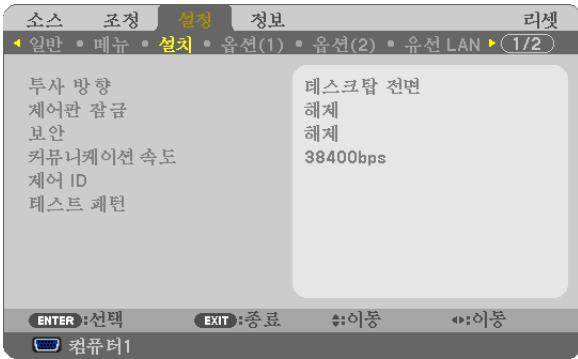 소스 조정 설정 정보 리셋
일반 • 메뉴 • 설치 • 옵션(1) • 옵션(2) • 유선 LAN 1/2
투사 방향 데스크탑 전면
제어판 잠금 해제
보안 해제
커뮤니케이션 속도 38400bps
제어 ID
테스트 패턴
ENTER:선택 EXIT:종료 :이동 :이동
컴퓨터1